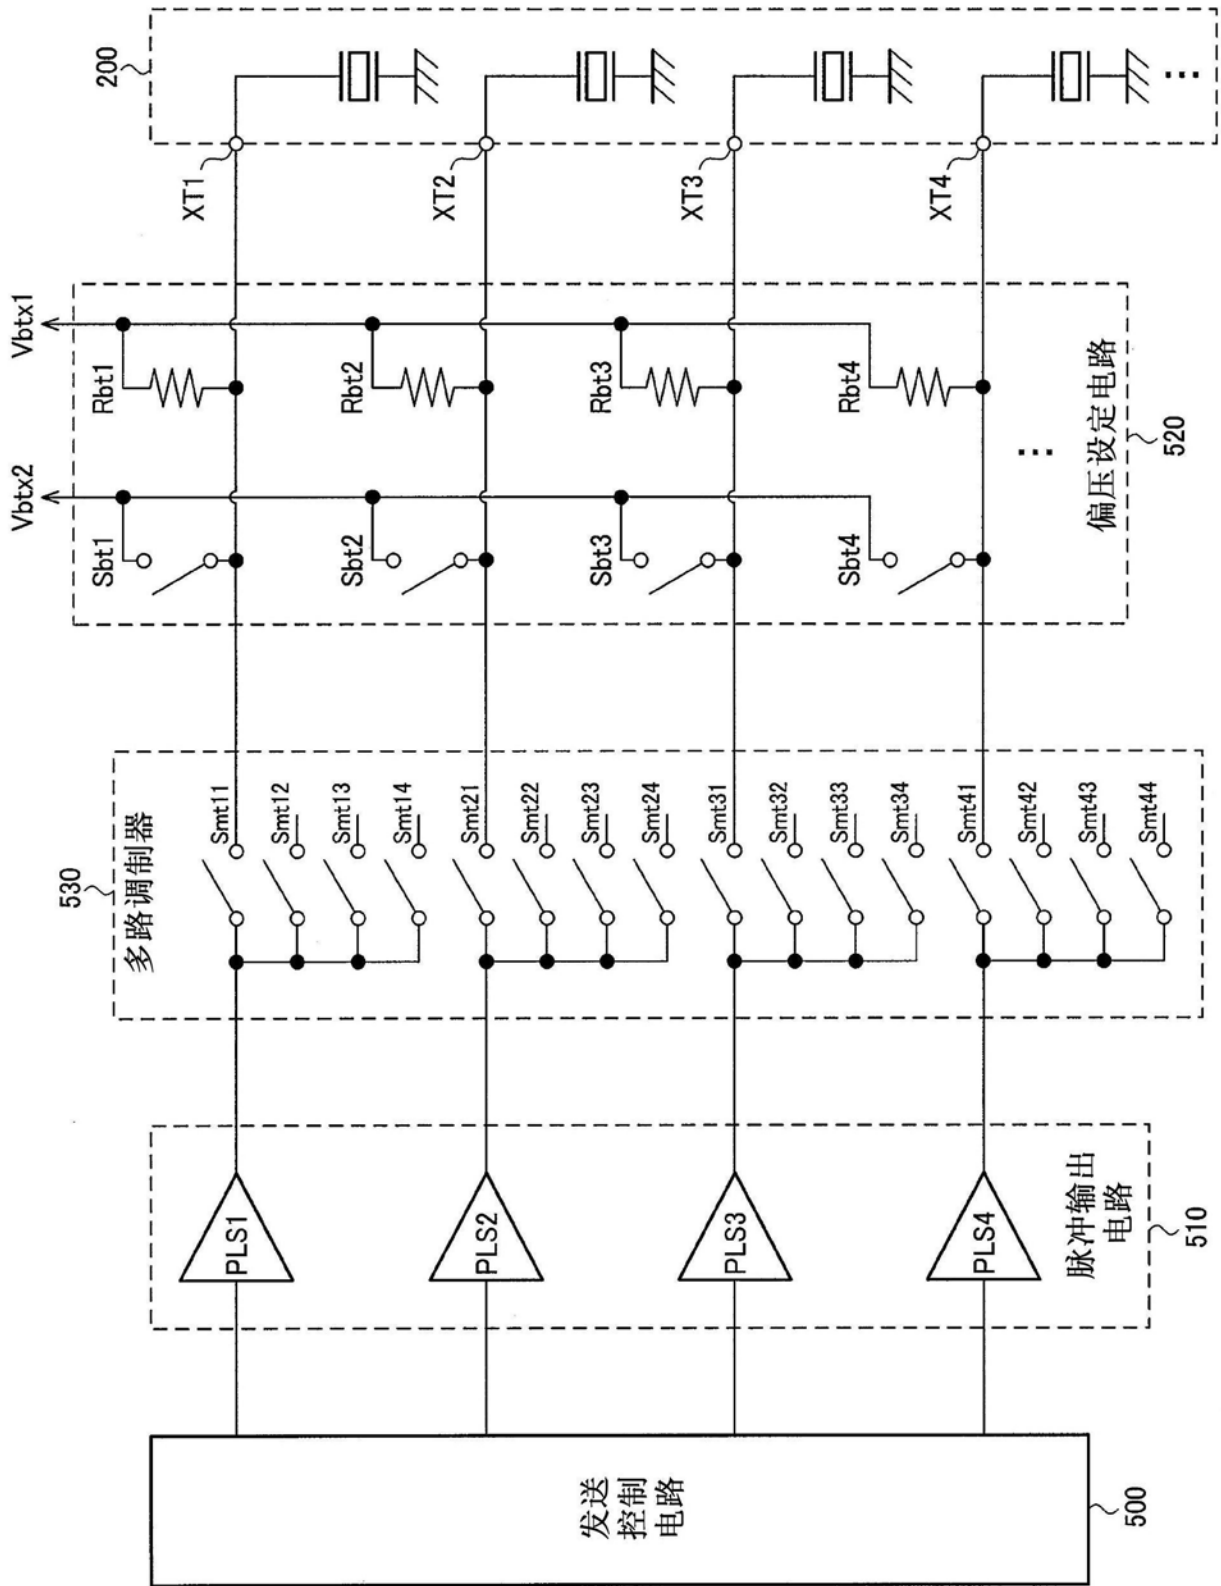 200
XT1
XT2
XT3
XT4
Vbtx1
Vbtx2
Rbt1
Rbt2
Rbt3
Rbt4
Sbt1
Sbt2
Sbt3
Sbt4
...
...
偏压设定电路
520
530
多路调制器
Smt11
Smt12
Smt13
Smt14
Smt21
Smt22
Smt23
Smt24
Smt31
Smt32
Smt33
Smt34
Smt41
Smt42
Smt43
Smt44
PLS1
PLS2
PLS3
PLS4
脉冲输出
电路
510
发送
控制
电路
500